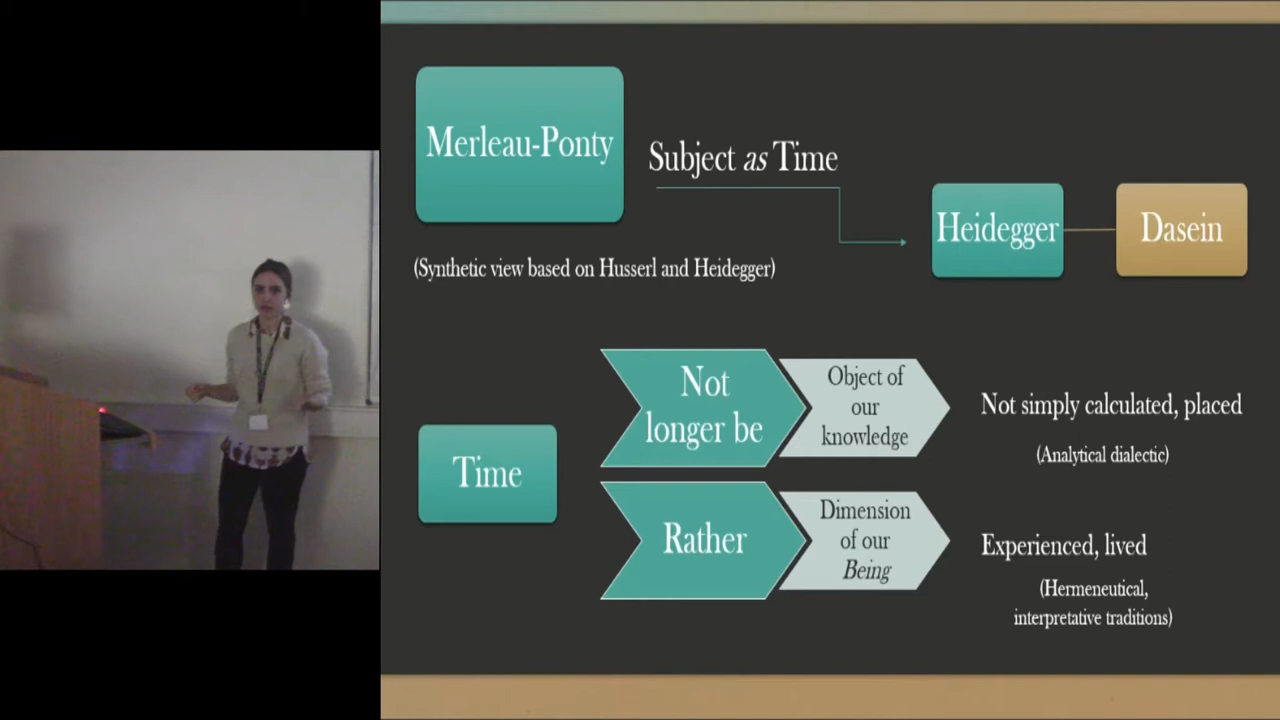 Merleau-Ponty
Subject as Time
Heidegger
Dasein
(Synthetic view based on Husserl and Heidegger)
Time
Not
longer be
Object of
our
knowledge
Not simply calculated, placed
(Analytical dialectic)
Rather
Dimension
of our
Being
Experienced, lived
(Hermeneutical,
interpretative traditions)